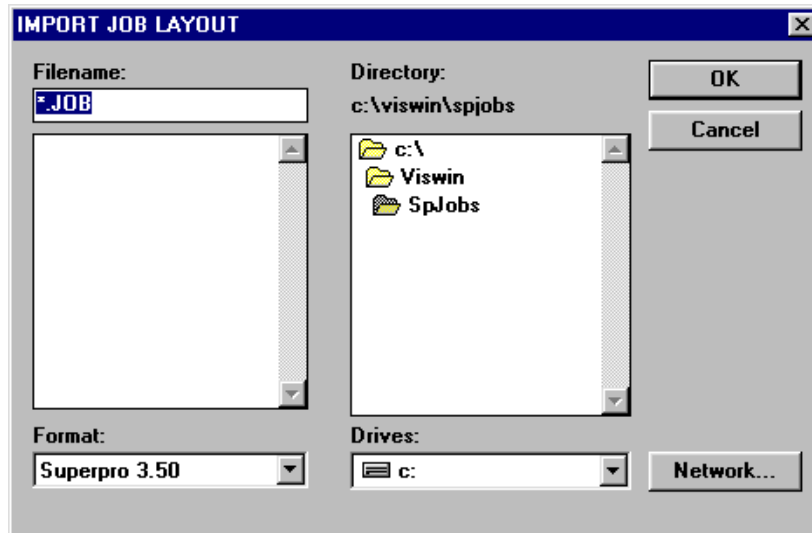 IMPORT JOB LAYOUT
Filename:
*.JOB
Directory:
c:\viswin\spjobs
c:\
Viswin
SpJobs
OK
Cancel
Format:
Superpro 3.50
Drives:
c:
Network...